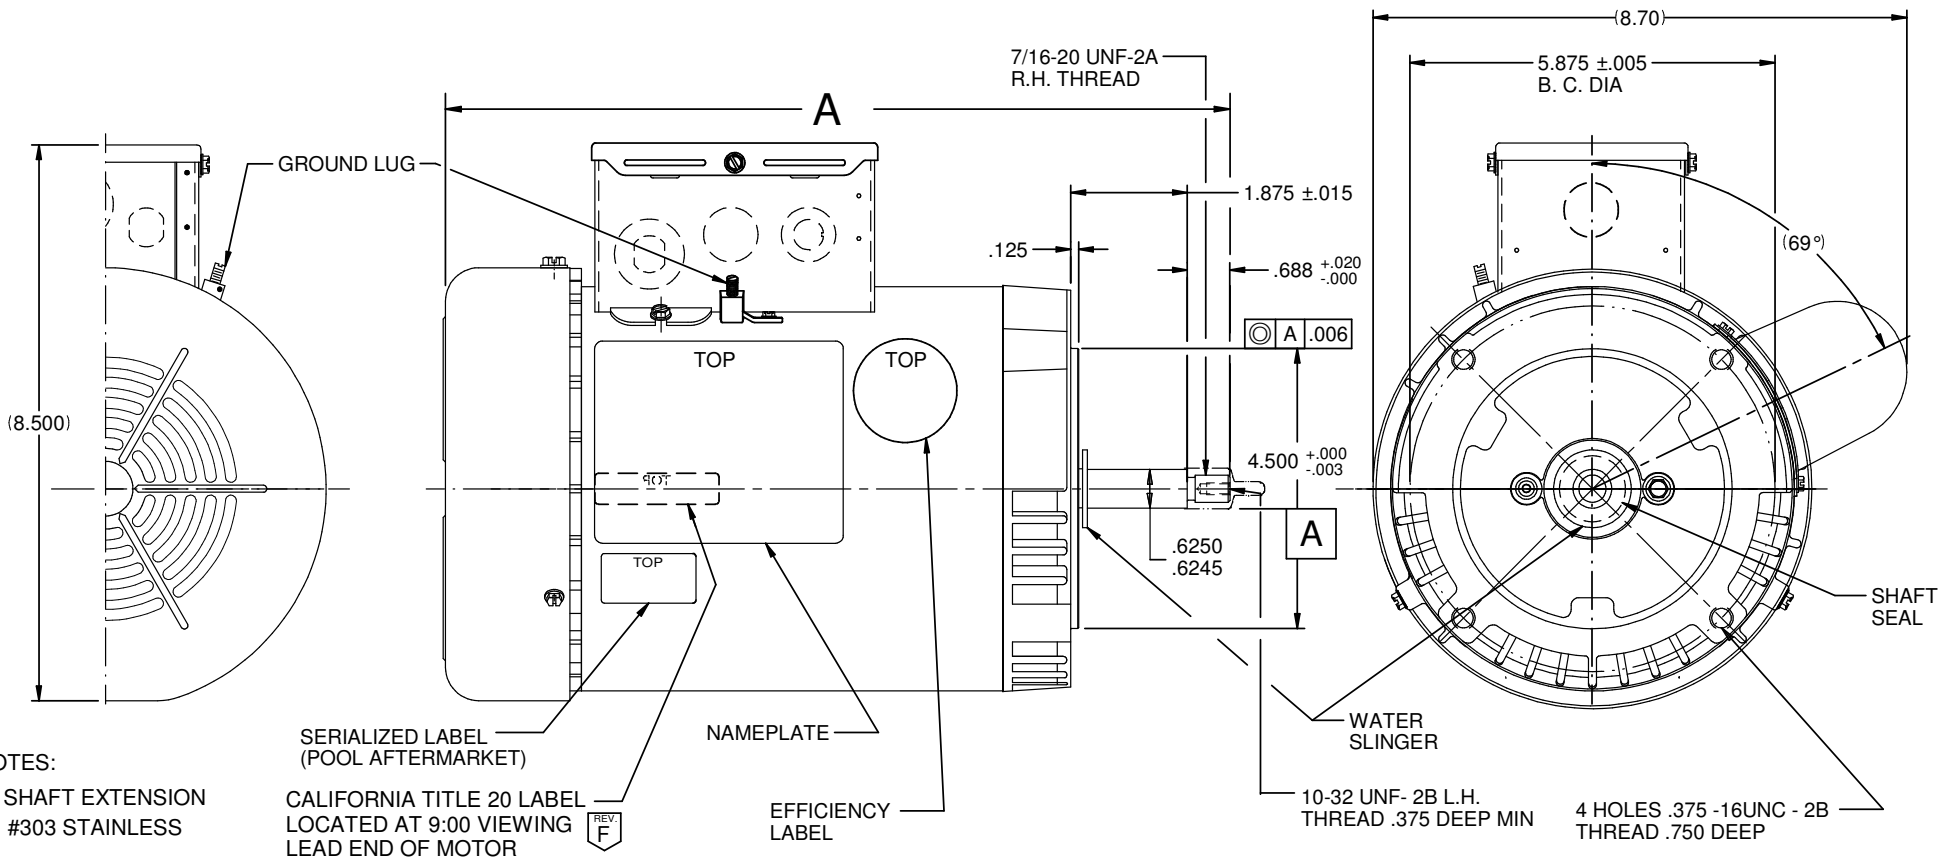 (8.70)
7/16-20 UNF-2A
R.H. THREAD
5.875 ±.005
B. C. DIA
A
GROUND LUG
1.875 ±.015
(69°)
.125
.688 +.020
-.000
A .006
TOP
TOP
(8.500)
4.500 +.000
-.003
TOP
A
.6250
.6245
TOP
SHAFT
SEAL
WATER
SLINGER
SERIALIZED LABEL
(POOL AFTERMARKET)
NAMEPLATE
OTES:
SHAFT EXTENSION
#303 STAINLESS
CALIFORNIA TITLE 20 LABEL
LOCATED AT 9:00 VIEWING
LEAD END OF MOTOR
REV.
F
EFFICIENCY
LABEL
10-32 UNF- 2B L.H.
THREAD .375 DEEP MIN
4 HOLES .375 -16UNC - 2B
THREAD .750 DEEP